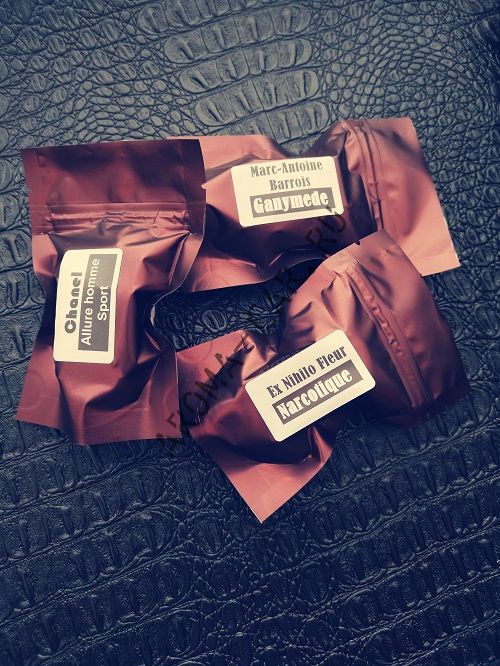 Marc-Antoine
Barrois
Ganymede
Chanel
Allure homme
Sport
Ex Nihilo Fleur
Narcotique